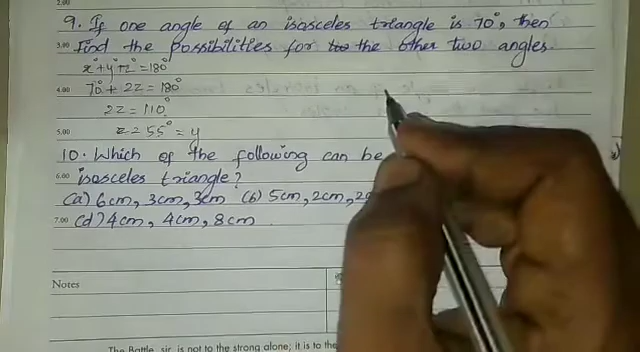 2.00
9. If one angle of an isosceles triangle is 70°, then
3.00 Find the possibilities for the other two angles.
x°+y°+z°=180°
4.00 70°+ 2z = 180°
2z = 110°
5.00 z = 55° = y
10. Which of the following can be
6.00 isosceles triangle?
(a) 6cm, 3cm, 3cm (b) 5cm, 2cm,
7.00 (d) 4cm, 4cm, 8cm
Notes
The Battle, sir, is not to the strong alone; it is to the